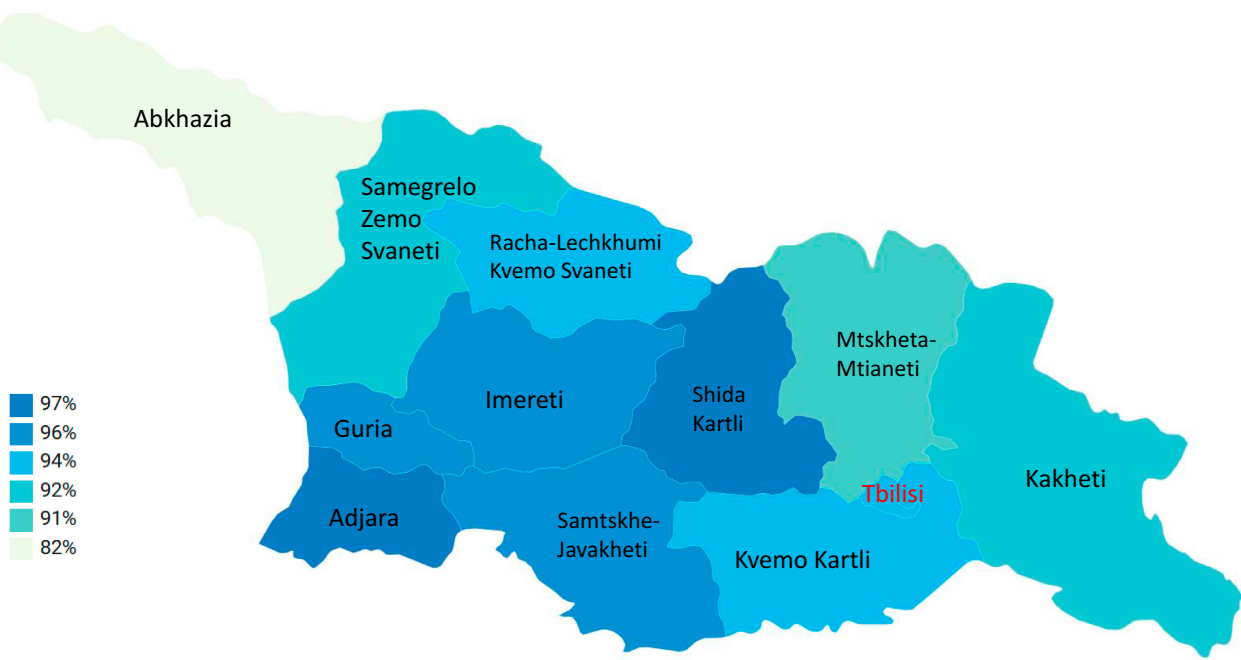 Abkhazia
Samegrelo
Zemo
Svaneti
Racha-Lechkhumi
Kvemo Svaneti
Mtskheta-
Mtianeti
Imereti
Shida
Kartli
Guria
Kakheti
Tbilisi
Adjara
Samtskhe-
Javakheti
Kvemo Kartli
97%
96%
94%
92%
91%
82%